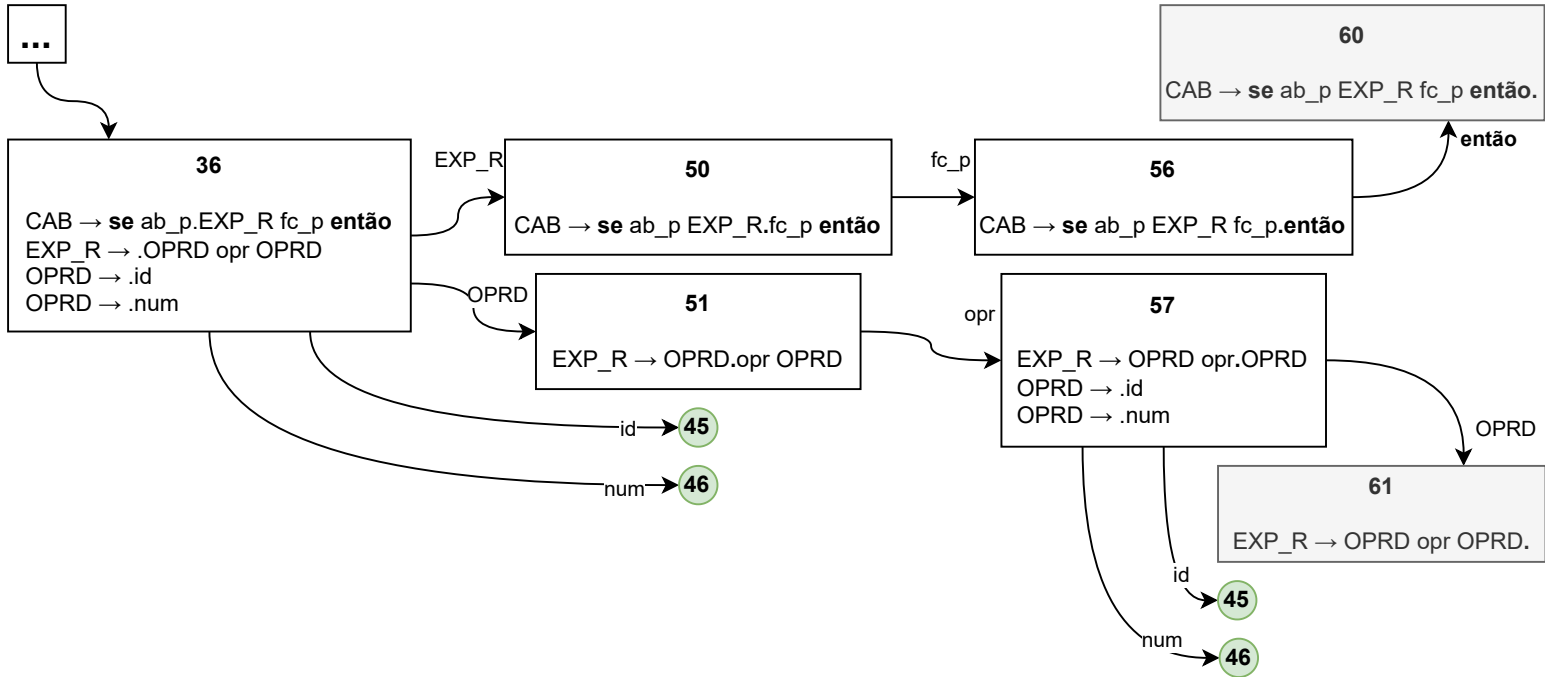 ...
60
CAB → se ab_p EXP_R fc_p então.
então
36
CAB → se ab_p.EXP_R fc_p então
EXP_R → .OPRD opr OPRD
OPRD → .id
OPRD → .num
EXP_R
50
CAB → se ab_p EXP_R.fc_p então
fc_p
56
CAB → se ab_p EXP_R fc_p.então
OPRD
51
EXP_R → OPRD.opr OPRD
opr
57
EXP_R → OPRD opr.OPRD
OPRD → .id
OPRD → .num
OPRD
61
EXP_R → OPRD opr OPRD.
id
45
num
46
id
45
num
46